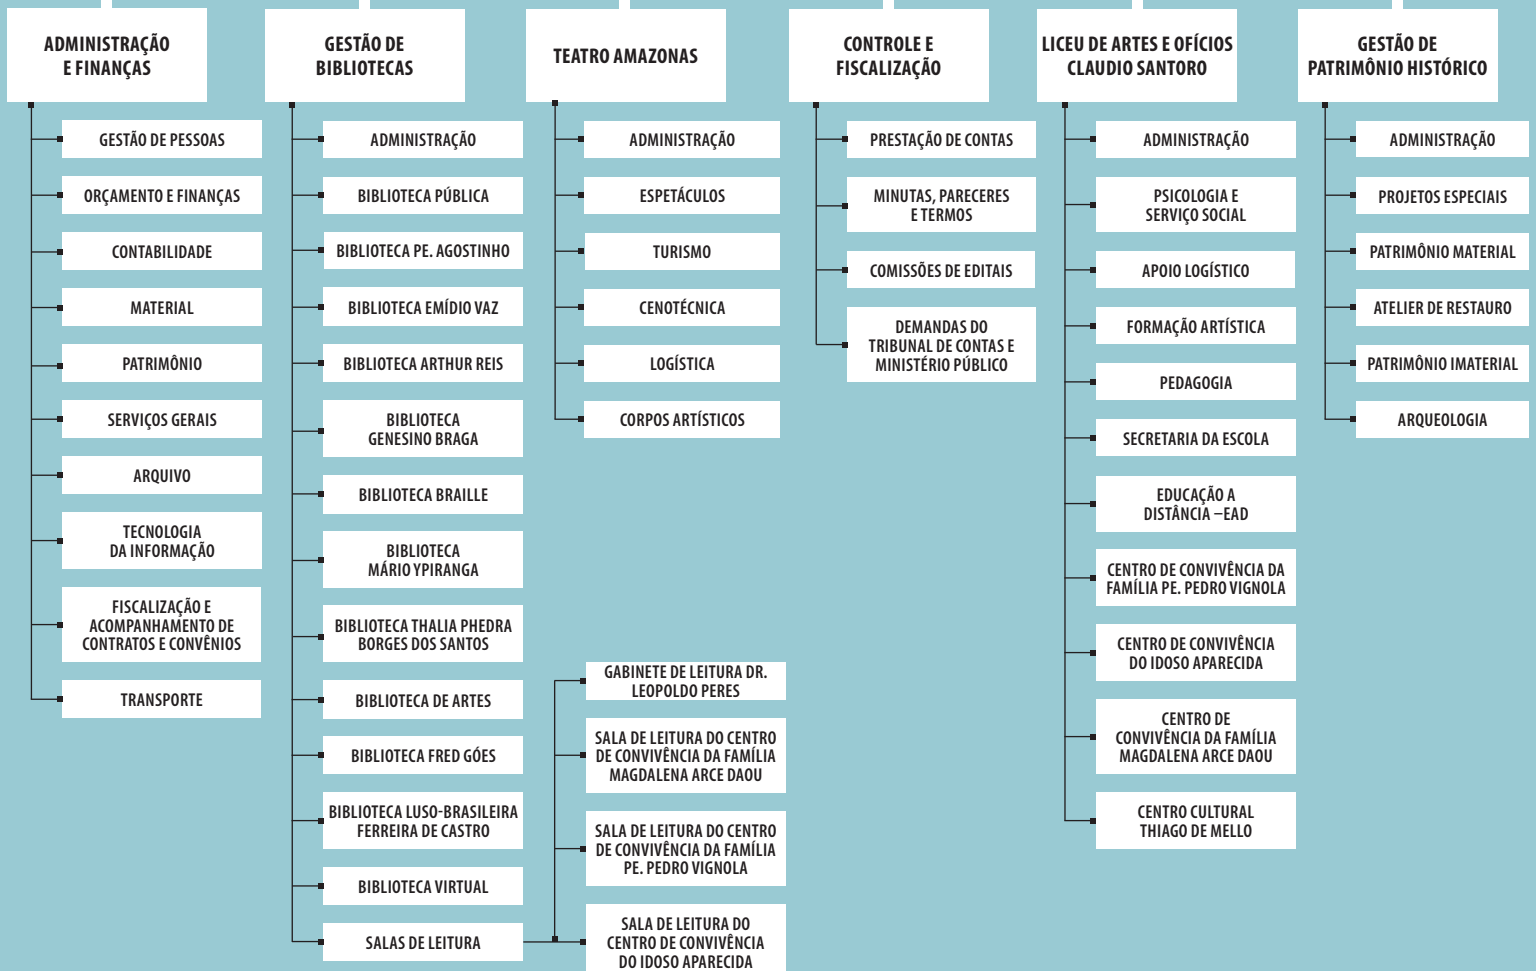 ADMINISTRAÇÃO
E FINANÇAS
GESTÃO DE PESSOAS
ORÇAMENTO E FINANÇAS
CONTABILIDADE
MATERIAL
PATRIMÔNIO
SERVIÇOS GERAIS
ARQUIVO
TECNOLOGIA
DA INFORMAÇÃO
FISCALIZAÇÃO E
ACOMPANHAMENTO DE
CONTRATOS E CONVÊNIOS
TRANSPORTE
GESTÃO DE
BIBLIOTECAS
ADMINISTRAÇÃO
BIBLIOTECA PÚBLICA
BIBLIOTECA PE. AGOSTINHO
BIBLIOTECA EMÍDIO VAZ
BIBLIOTECA ARTHUR REIS
BIBLIOTECA
GENESINO BRAGA
BIBLIOTECA BRAILLE
BIBLIOTECA
MÁRIO YPIRANGA
BIBLIOTECA THALIA PHEDRA
BORGES DOS SANTOS
BIBLIOTECA DE ARTES
BIBLIOTECA FRED GÓES
BIBLIOTECA LUSO-BRASILEIRA
FERREIRA DE CASTRO
BIBLIOTECA VIRTUAL
SALAS DE LEITURA
GABINETE DE LEITURA DR.
LEOPOLDO PERES
SALA DE LEITURA DO CENTRO
DE CONVIVÊNCIA DA FAMÍLIA
MAGDALENA ARCE DAOU
SALA DE LEITURA DO CENTRO
DE CONVIVÊNCIA DA FAMÍLIA
PE. PEDRO VIGNOLA
SALA DE LEITURA DO
CENTRO DE CONVIVÊNCIA
DO IDOSO APARECIDA
TEATRO AMAZONAS
ADMINISTRAÇÃO
ESPETÁCULOS
TURISMO
CENOTÉCNICA
LOGÍSTICA
CORPOS ARTÍSTICOS
CONTROLE E
FISCALIZAÇÃO
PRESTAÇÃO DE CONTAS
MINUTAS, PARECERES
E TERMOS
COMISSÕES DE EDITAIS
DEMANDAS DO
TRIBUNAL DE CONTAS E
MINISTÉRIO PÚBLICO
LICEU DE ARTES E OFÍCIOS
CLAUDIO SANTORO
ADMINISTRAÇÃO
PSICOLOGIA E
SERVIÇO SOCIAL
APOIO LOGÍSTICO
FORMAÇÃO ARTÍSTICA
PEDAGOGIA
SECRETARIA DA ESCOLA
EDUCAÇÃO A
DISTÂNCIA –EAD
CENTRO DE CONVIVÊNCIA DA
FAMÍLIA PE. PEDRO VIGNOLA
CENTRO DE CONVIVÊNCIA
DO IDOSO APARECIDA
CENTRO DE
CONVIVÊNCIA DA FAMÍLIA
MAGDALENA ARCE DAOU
CENTRO CULTURAL
THIAGO DE MELLO
GESTÃO DE
PATRIMÔNIO HISTÓRICO
ADMINISTRAÇÃO
PROJETOS ESPECIAIS
PATRIMÔNIO MATERIAL
ATELIER DE RESTAURO
PATRIMÔNIO IMATERIAL
ARQUEOLOGIA